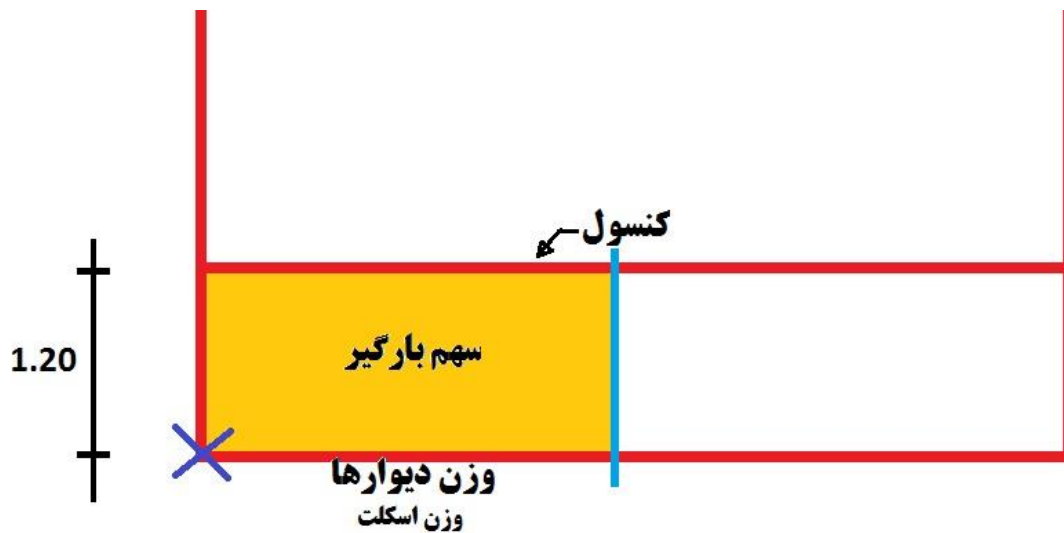 کنسول
1.20
سهم بارگیر
وزن دیوارها
وزن اسکلت